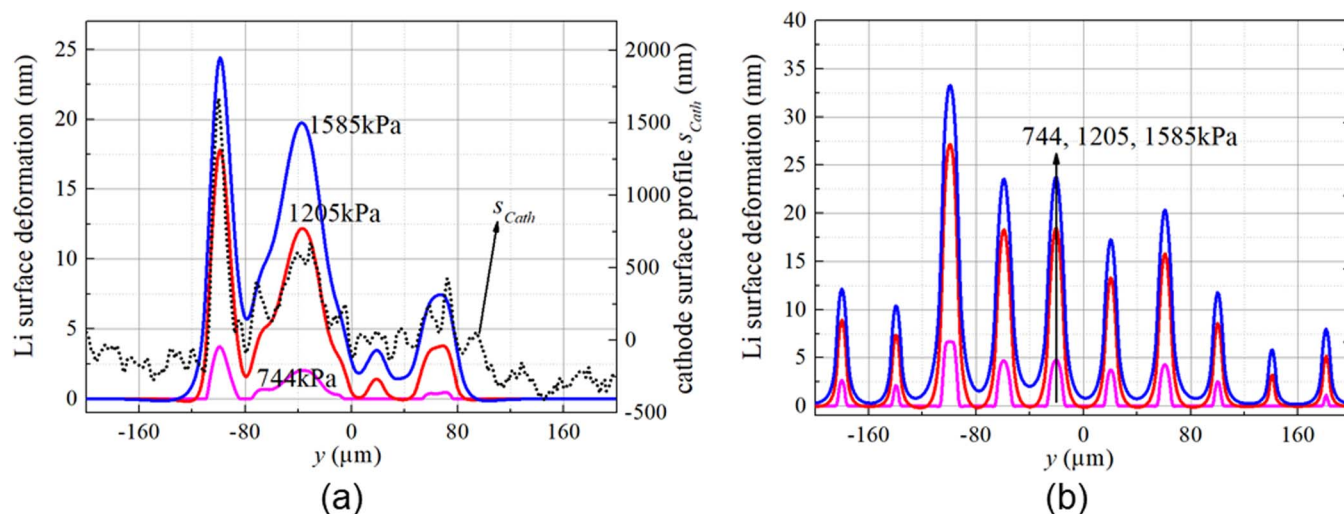 25
20
15
10
5
0
Li surface deformation (nm)
2000
1500
1000
500
0
-500
cathode surface profile s_Cath (nm)
1585kPa
1205kPa
744kPa
s_Cath
-160
-80
0
80
160
y (µm)
(a)
40
35
30
25
20
15
10
5
0
Li surface deformation (nm)
744, 1205, 1585kPa
-160
-80
0
80
160
y (µm)
(b)